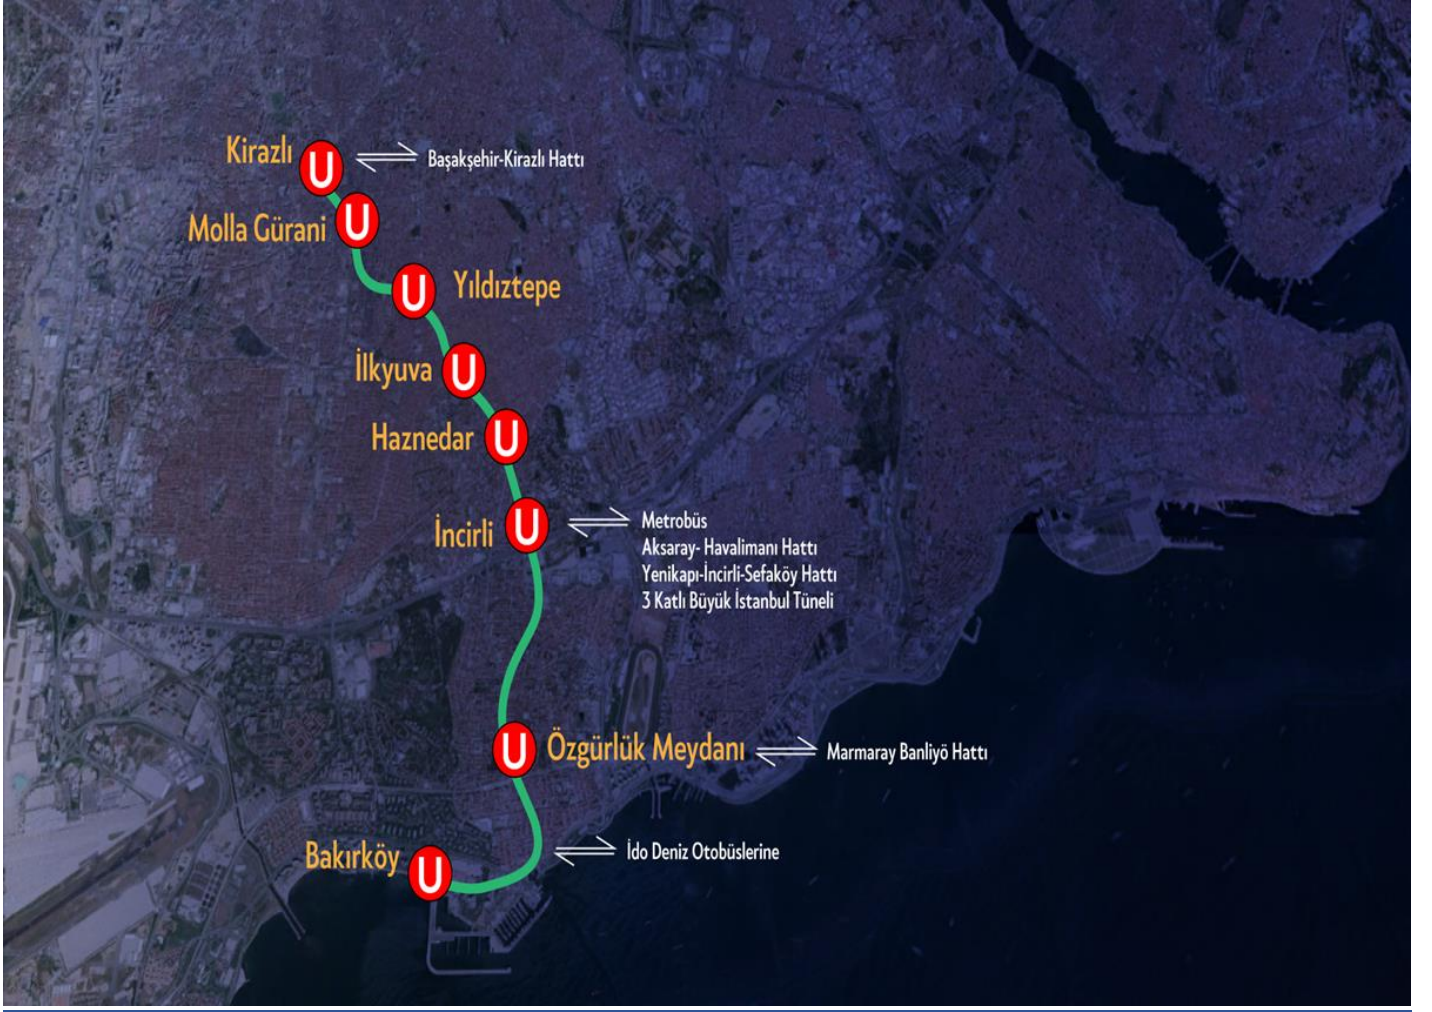 Kirazlı
U
Başakşehir-Kirazlı Hattı
U
Molla Gürani
U
Yıldıztepe
İlkyuva
U
Haznedar
U
İncirli
U
Metrobüs
Aksaray- Havalimanı Hattı
Yenikapı-İncirli-Sefaköy Hattı
3 Katlı Büyük İstanbul Tüneli
U
Özgürlük Meydanı
Marmaray Banliyö Hattı
İdo Deniz Otobüslerine
Bakırköy
U